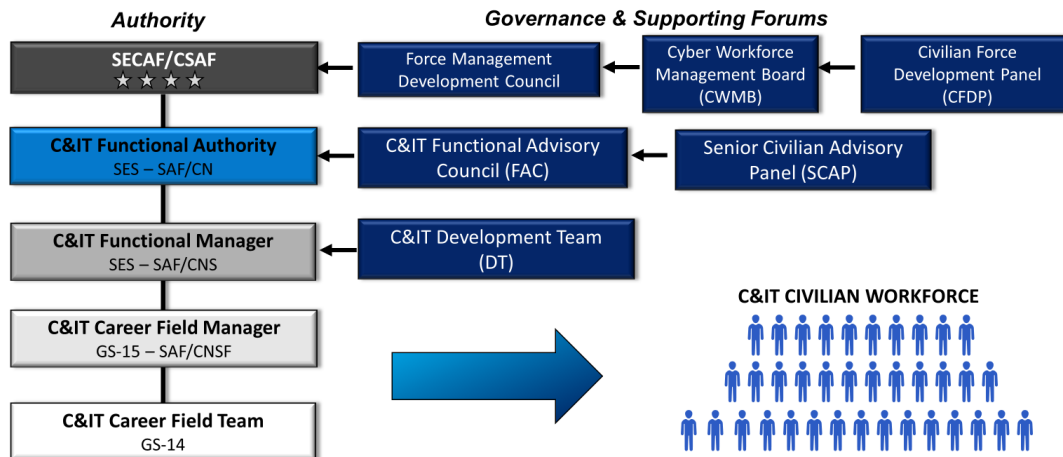 Authority
Governance & Supporting Forums
SECAF/CSAF
Force Management
Development Council
Cyber Workforce
Management Board
(CWMB)
Civilian Force
Development Panel
(CFDP)
C&IT Functional Authority
SES – SAF/CN
C&IT Functional Advisory
Council (FAC)
Senior Civilian Advisory
Panel (SCAP)
C&IT Functional Manager
SES – SAF/CNS
C&IT Development Team
(DT)
C&IT Career Field Manager
GS-15 – SAF/CNSF
C&IT Career Field Team
GS-14
C&IT CIVILIAN WORKFORCE